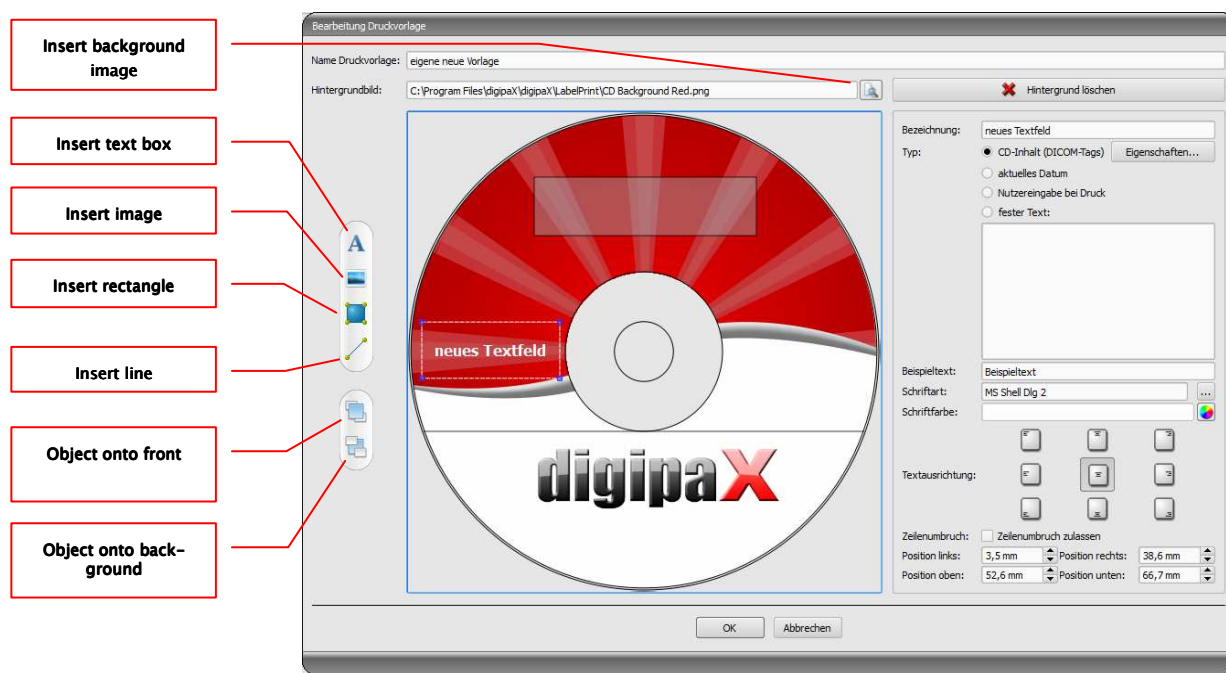 Insert background
image
Insert text box
Insert image
Insert rectangle
Insert line
Object onto front
Object onto back-
ground
Bearbeitung Druckvorlage
Name Druckvorlage: eigene neue Vorlage
Hintergrundbild: C:\Program Files\digipaX\digipaX\LabelPrint\CD Background Red.png
Hintergrund löschen
A
neues Textfeld
digipaX
Bezeichnung: neues Textfeld
Typ: CD-Inhalt (DICOM-Tags) Eigenschaften...
aktuelles Datum
Nutzereingabe bei Druck
fester Text:
Beispieltext: Beispieltext
Schriftart: MS Shell Dlg 2 ...
Schriftfarbe:
Textausrichtung:
Zeilenumbruch: Zeilenumbruch zulassen
Position links: 3,5 mm Position rechts: 38,6 mm
Position oben: 52,6 mm Position unten: 66,7 mm
OK Abbrechen